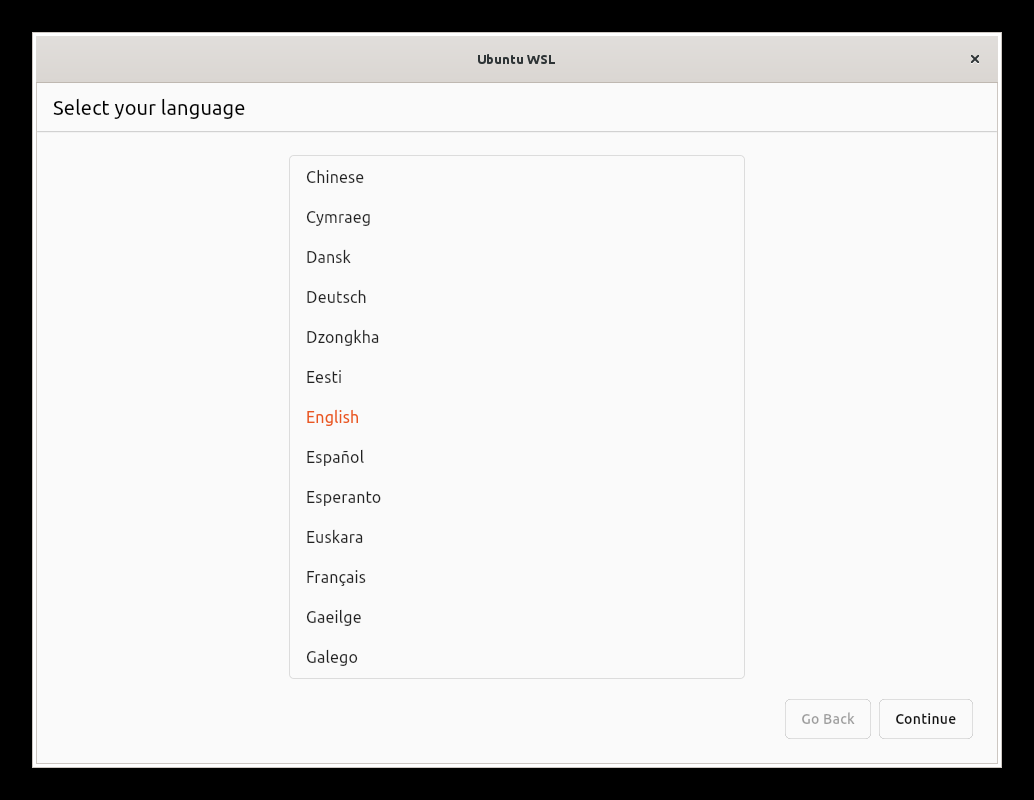 Ubuntu WSL
Select your language
Chinese
Cymraeg
Dansk
Deutsch
Dzongkha
Eesti
English
Español
Esperanto
Euskara
Français
Gaeilge
Galego
Go Back
Continue